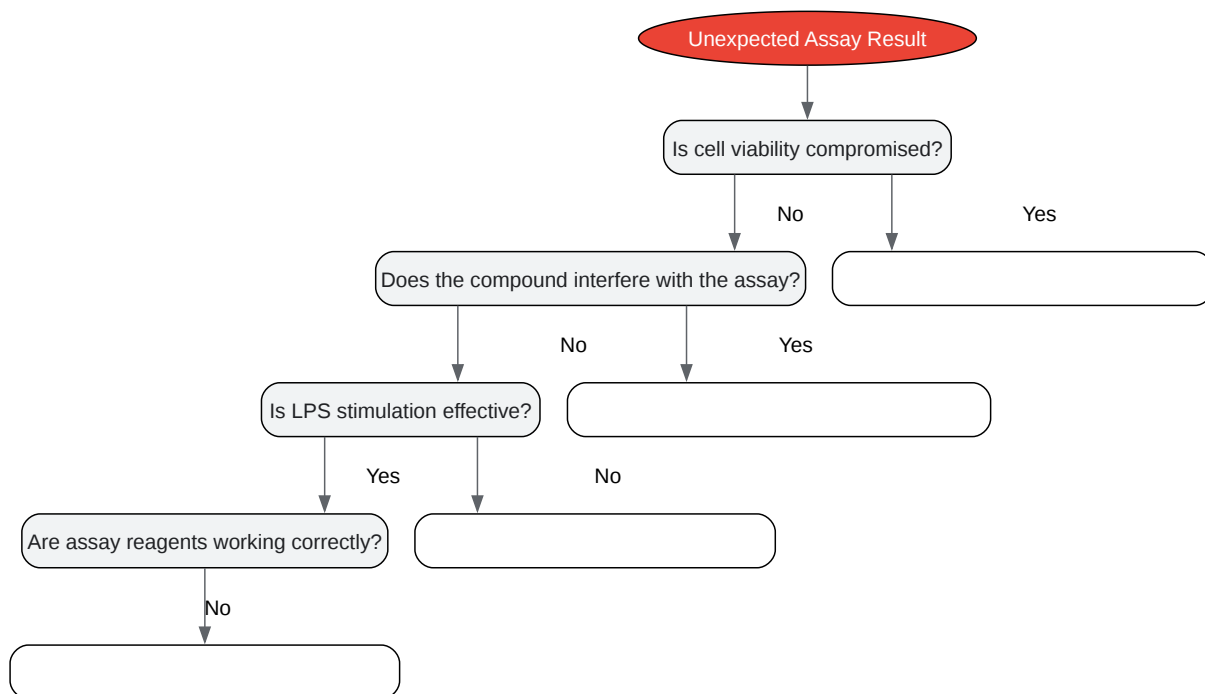 Unexpected Assay Result
Is cell viability compromised?
No
Yes
Does the compound interfere with the assay?
No
Yes
Is LPS stimulation effective?
Yes
No
Are assay reagents working correctly?
No